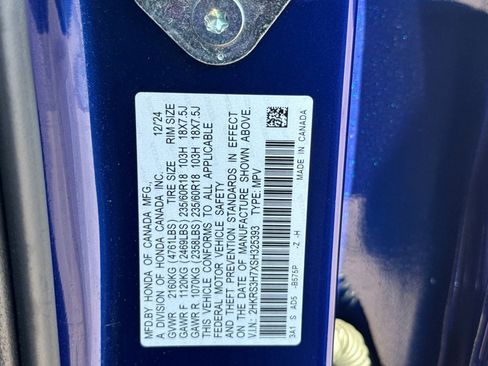 MFD BY HONDA OF CANADA MFG., 12/24
A DIVISION OF HONDA CANADA INC.
GVWR 2160KG (4761LBS) TIRE SIZE RIM SIZE
GAWR F 1120KG (2469LBS) 235/60R18 103H 18X7.5J
GAWR R 1070KG (2358LBS) 235/60R18 103H 18X7.5J
THIS VEHICLE CONFORMS TO ALL APPLICABLE
FEDERAL MOTOR VEHICLE SAFETY
AND THEFT PREVENTION STANDARDS IN EFFECT
ON THE DATE OF MANUFACTURE SHOWN ABOVE.
V.I.N.: 2HKRS3H7XSH325393 TYPE: MPV
3A1 S AD5 -B575P -Z -H
MADE IN CANADA